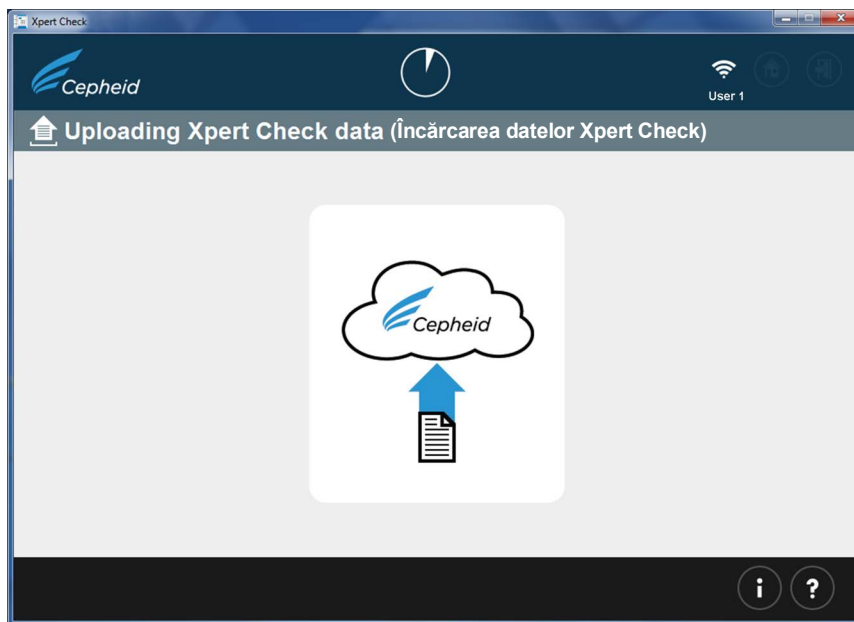 Xpert Check
Cepheid
User 1
Uploading Xpert Check data (Încărcarea datelor Xpert Check)
Cepheid
i ?